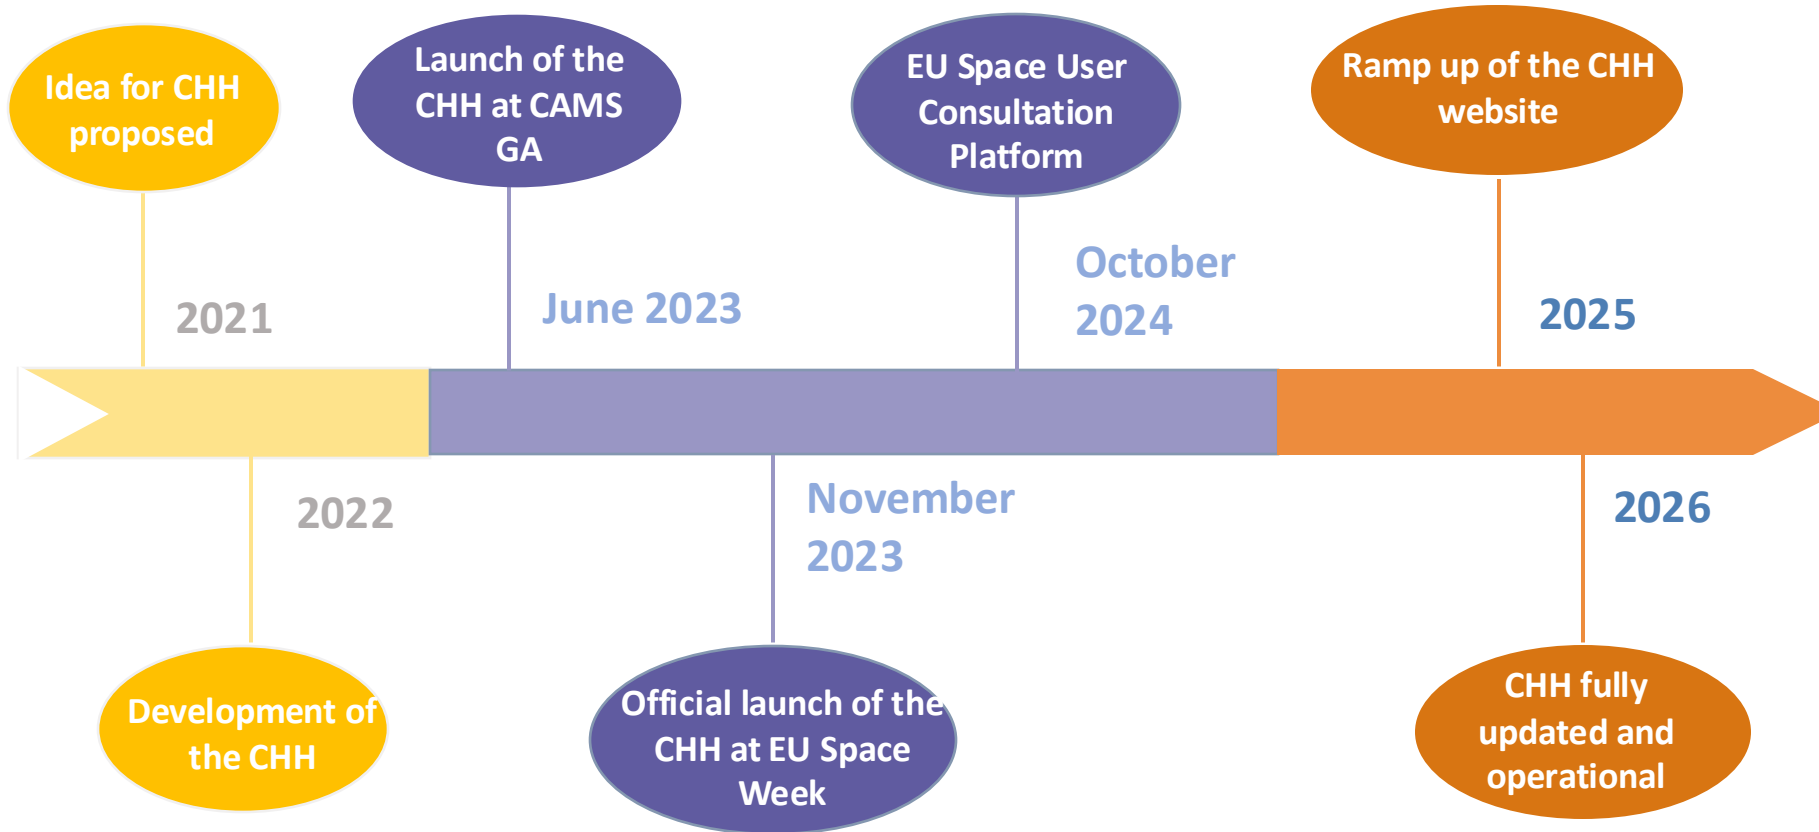 Idea for CHH
proposed
Launch of the
CHH at CAMS
GA
EU Space User
Consultation
Platform
Ramp up of the CHH
website
2021
June 2023
October
2024
2025
2022
November
2023
2026
Development of
the CHH
Official launch of the
CHH at EU Space
Week
CHH fully
updated and
operational